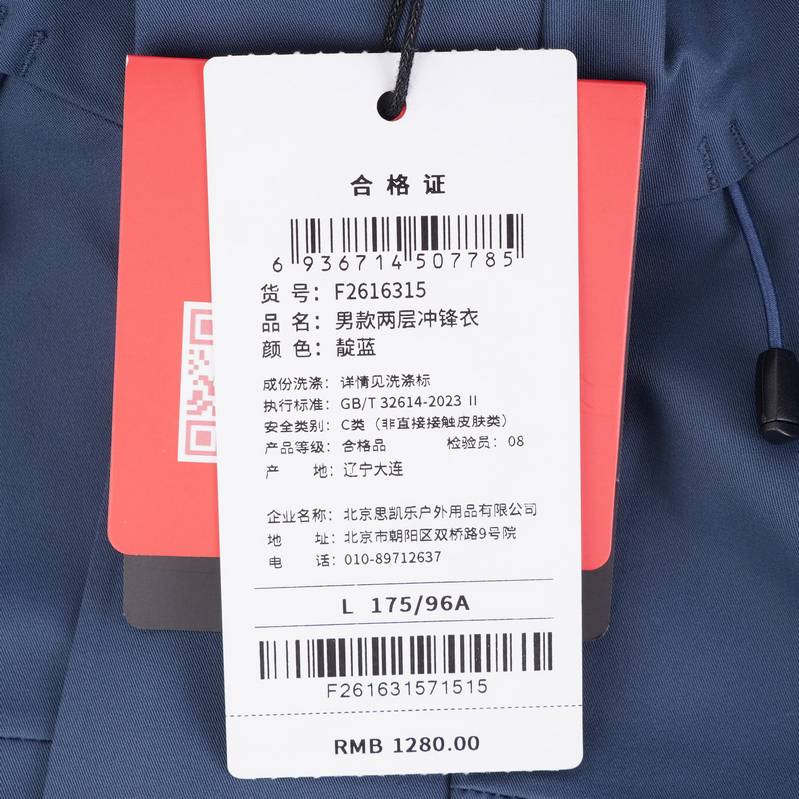 合格证
6 936714 507785
货 号: F2616315
品 名: 男款两层冲锋衣
颜 色: 靛蓝
成份洗涤: 详情见洗涤标
执行标准: GB/T 32614-2023 II
安全类别: C类（非直接接触皮肤类）
产品等级: 合格品 检验员: 08
产 地: 辽宁大连
企业名称: 北京思凯乐户外用品有限公司
地 址: 北京市朝阳区双桥路9号院
电 话: 010-89712637
L 175/96A
F261631571515
RMB 1280.00